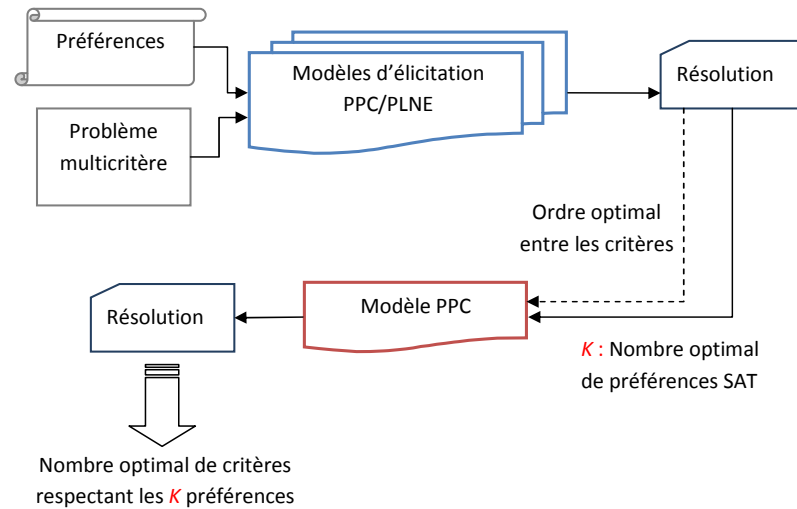 Préférences
Modèles d'élicitation
PPC/PLNE
Résolution
Problème
multicritère
Ordre optimal
entre les critères
Résolution
Modèle PPC
K : Nombre optimal
de préférences SAT
Nombre optimal de critères
respectant les K préférences